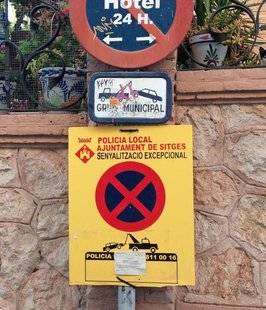 Hotel
24 H.
GRUA MUNICIPAL
POLICIA LOCAL
AJUNTAMENT DE SITGES
SENYALITZACIÓ EXCEPCIONAL
POLICIA 811 00 16